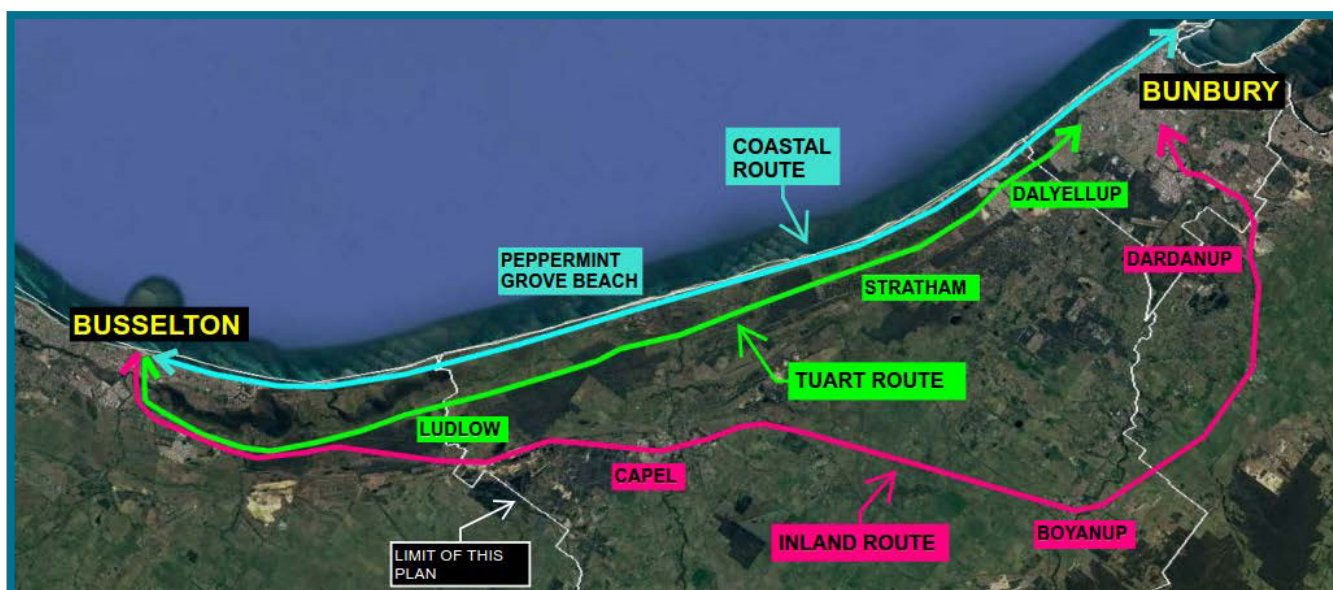 BUNBURY
COASTAL
ROUTE
DALYELLUP
PEPPERMINT
GROVE BEACH
DARDANUP
STRATHAM
BUSSELTON
TUART ROUTE
LUDLOW
CAPEL
BOYANUP
INLAND ROUTE
LIMIT OF THIS
PLAN